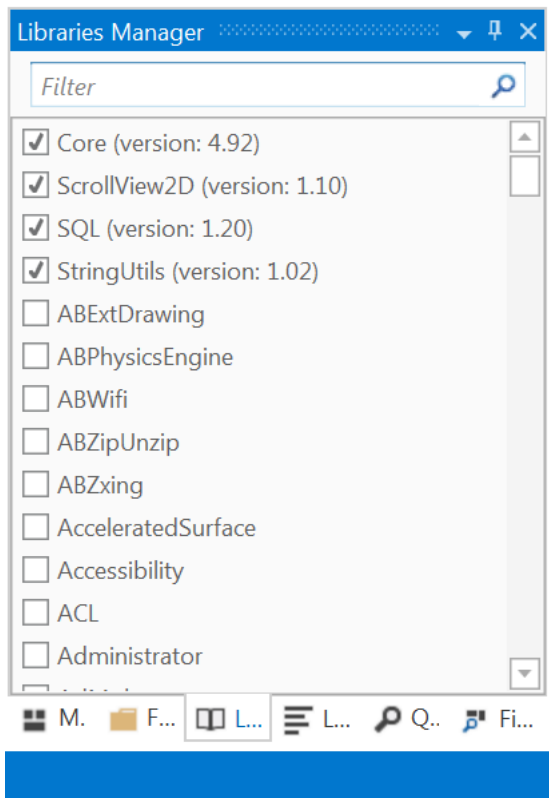 Libraries Manager
Filter
Core (version: 4.92)
ScrollView2D (version: 1.10)
SQL (version: 1.20)
StringUtils (version: 1.02)
ABExtDrawing
ABPhysicsEngine
ABWifi
ABZipUnzip
ABZxing
AcceleratedSurface
Accessibility
ACL
Administrator
M. F... L... L... Q.. Fi...